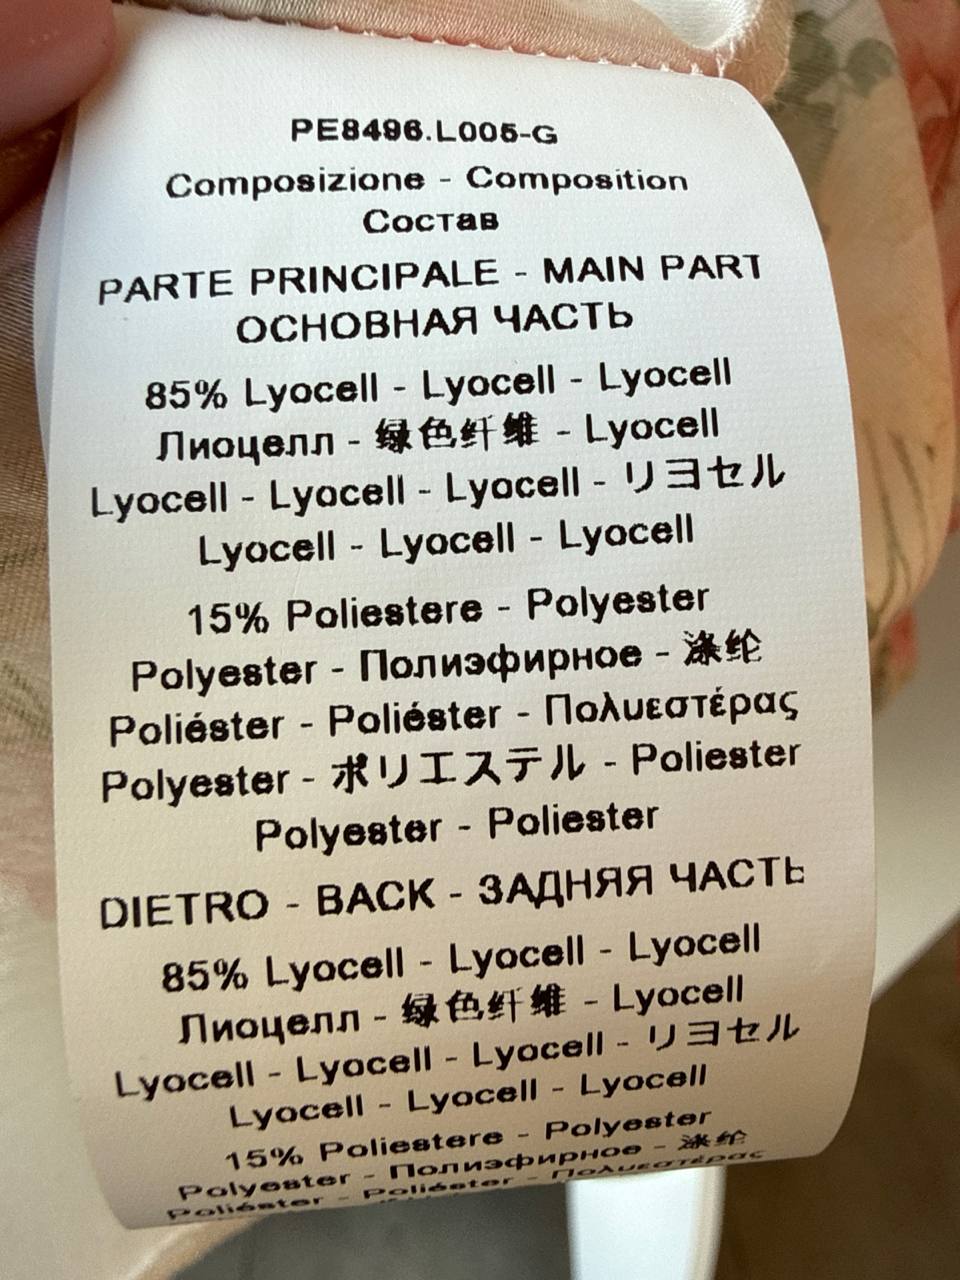 PE8496.L005-G
Composizione - Composition
Состав
PARTE PRINCIPALE - MAIN PART
ОСНОВНАЯ ЧАСТЬ
85% Lyocell - Lyocell - Lyocell
Лиоцелл - 绿色纤维 - Lyocell
Lyocell - Lyocell - Lyocell - リヨセル
Lyocell - Lyocell - Lyocell
15% Poliestere - Polyester
Polyester - Полиэфирное - 涤纶
Poliéster - Poliéster - Πολυεστέρας
Polyester - ポリエステル - Poliester
Polyester - Poliester
DIETRO - BACK - ЗАДНЯЯ ЧАСТЬ
85% Lyocell - Lyocell - Lyocell
Лиоцелл - 绿色纤维 - Lyocell
Lyocell - Lyocell - Lyocell - リヨセル
Lyocell - Lyocell - Lyocell
15% Poliestere - Polyester
Polyester - Полиэфирное - 涤纶
Poliéster - Poliéster - Πολυεστέρας